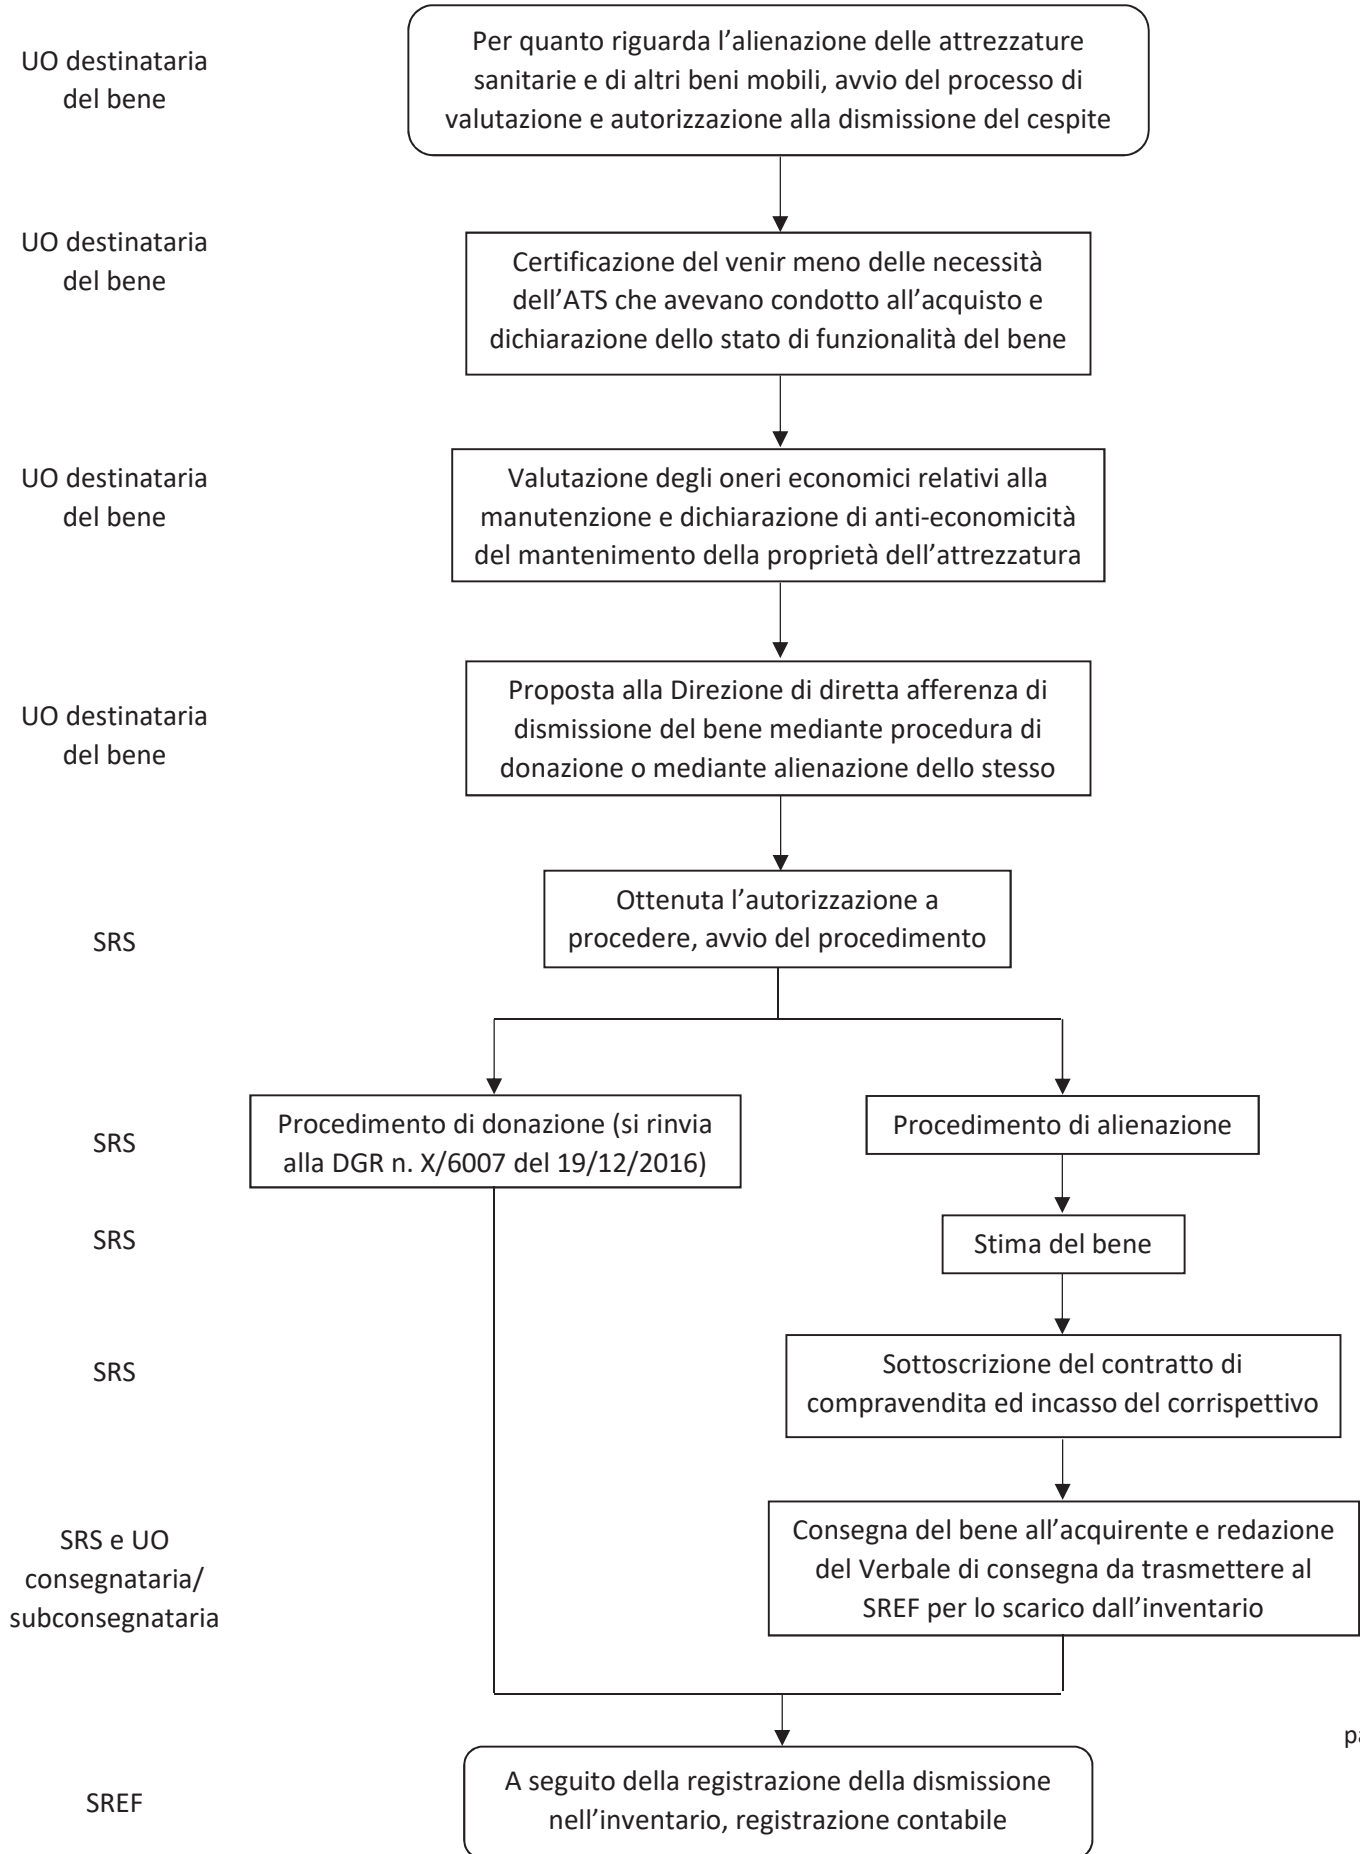 UO destinataria
del bene
Per quanto riguarda l’alienazione delle attrezzature
sanitarie e di altri beni mobili, avvio del processo di
valutazione e autorizzazione alla dismissione del cespite
UO destinataria
del bene
Certificazione del venir meno delle necessità
dell’ATS che avevano condotto all’acquisto e
dichiarazione dello stato di funzionalità del bene
UO destinataria
del bene
Valutazione degli oneri economici relativi alla
manutenzione e dichiarazione di anti-economicità
del mantenimento della proprietà dell’attrezzatura
UO destinataria
del bene
Proposta alla Direzione di diretta afferenza di
dismissione del bene mediante procedura di
donazione o mediante alienazione dello stesso
SRS
Ottenuta l’autorizzazione a
procedere, avvio del procedimento
SRS
Procedimento di donazione (si rinvia
alla DGR n. X/6007 del 19/12/2016)
Procedimento di alienazione
SRS
Stima del bene
SRS
Sottoscrizione del contratto di
compravendita ed incasso del corrispettivo
SRS e UO
consegnataria/
subconsegnataria
Consegna del bene all’acquirente e redazione
del Verbale di consegna da trasmettere al
SREF per lo scarico dall’inventario
pa
SREF
A seguito della registrazione della dismissione
nell’inventario, registrazione contabile